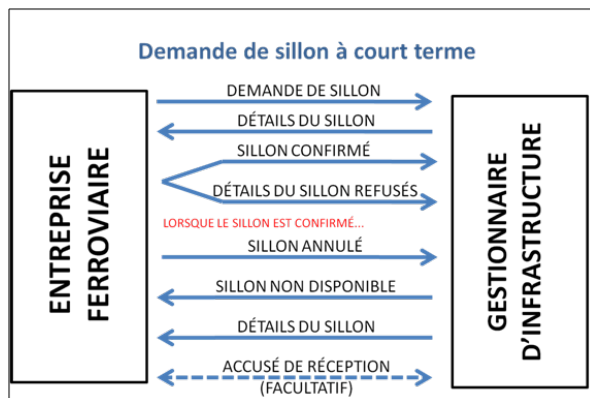 Demande de sillon à court terme
ENTREPRISE
FERROVIAIRE
DEMANDE DE SILLON
DÉTAILS DU SILLON
SILLON CONFIRMÉ
DÉTAILS DU SILLON REFUSÉS
LORSQUE LE SILLON EST CONFIRMÉ...
SILLON ANNULÉ
SILLON NON DISPONIBLE
DÉTAILS DU SILLON
ACCUSÉ DE RÉCEPTION
(FACULTATIF)
GESTIONNAIRE
D'INFRASTRUCTURE